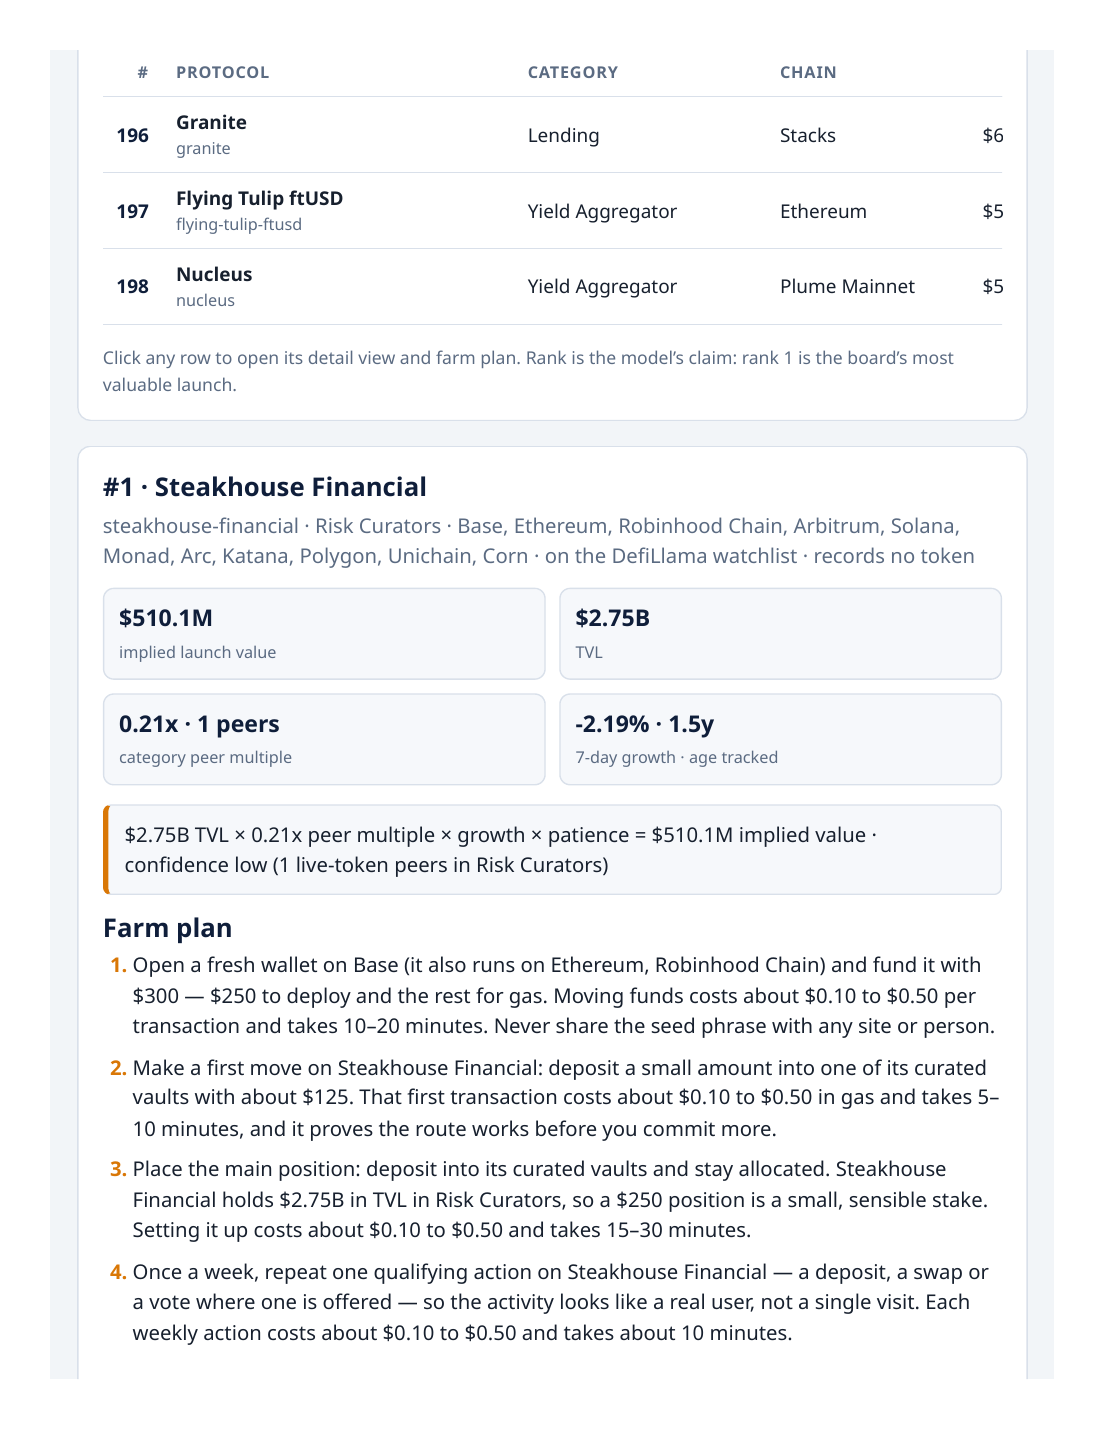 # PROTOCOL CATEGORY CHAIN
196 Granite Lending Stacks $6
granite
197 Flying Tulip ftUSD Yield Aggregator Ethereum $5
flying-tulip-ftusd
198 Nucleus Yield Aggregator Plume Mainnet $5
nucleus
Click any row to open its detail view and farm plan. Rank is the model’s claim: rank 1 is the board’s most
valuable launch.
#1 · Steakhouse Financial
steakhouse-financial · Risk Curators · Base, Ethereum, Robinhood Chain, Arbitrum, Solana,
Monad, Arc, Katana, Polygon, Unichain, Corn · on the DefiLlama watchlist · records no token
$510.1M
implied launch value
$2.75B
TVL
0.21x · 1 peers
category peer multiple
-2.19% · 1.5y
7-day growth · age tracked
$2.75B TVL × 0.21x peer multiple × growth × patience = $510.1M implied value ·
confidence low (1 live-token peers in Risk Curators)
Farm plan
1. Open a fresh wallet on Base (it also runs on Ethereum, Robinhood Chain) and fund it with
$300 — $250 to deploy and the rest for gas. Moving funds costs about $0.10 to $0.50 per
transaction and takes 10–20 minutes. Never share the seed phrase with any site or person.
2. Make a first move on Steakhouse Financial: deposit a small amount into one of its curated
vaults with about $125. That first transaction costs about $0.10 to $0.50 in gas and takes 5–
10 minutes, and it proves the route works before you commit more.
3. Place the main position: deposit into its curated vaults and stay allocated. Steakhouse
Financial holds $2.75B in TVL in Risk Curators, so a $250 position is a small, sensible stake.
Setting it up costs about $0.10 to $0.50 and takes 15–30 minutes.
4. Once a week, repeat one qualifying action on Steakhouse Financial — a deposit, a swap or
a vote where one is offered — so the activity looks like a real user, not a single visit. Each
weekly action costs about $0.10 to $0.50 and takes about 10 minutes.